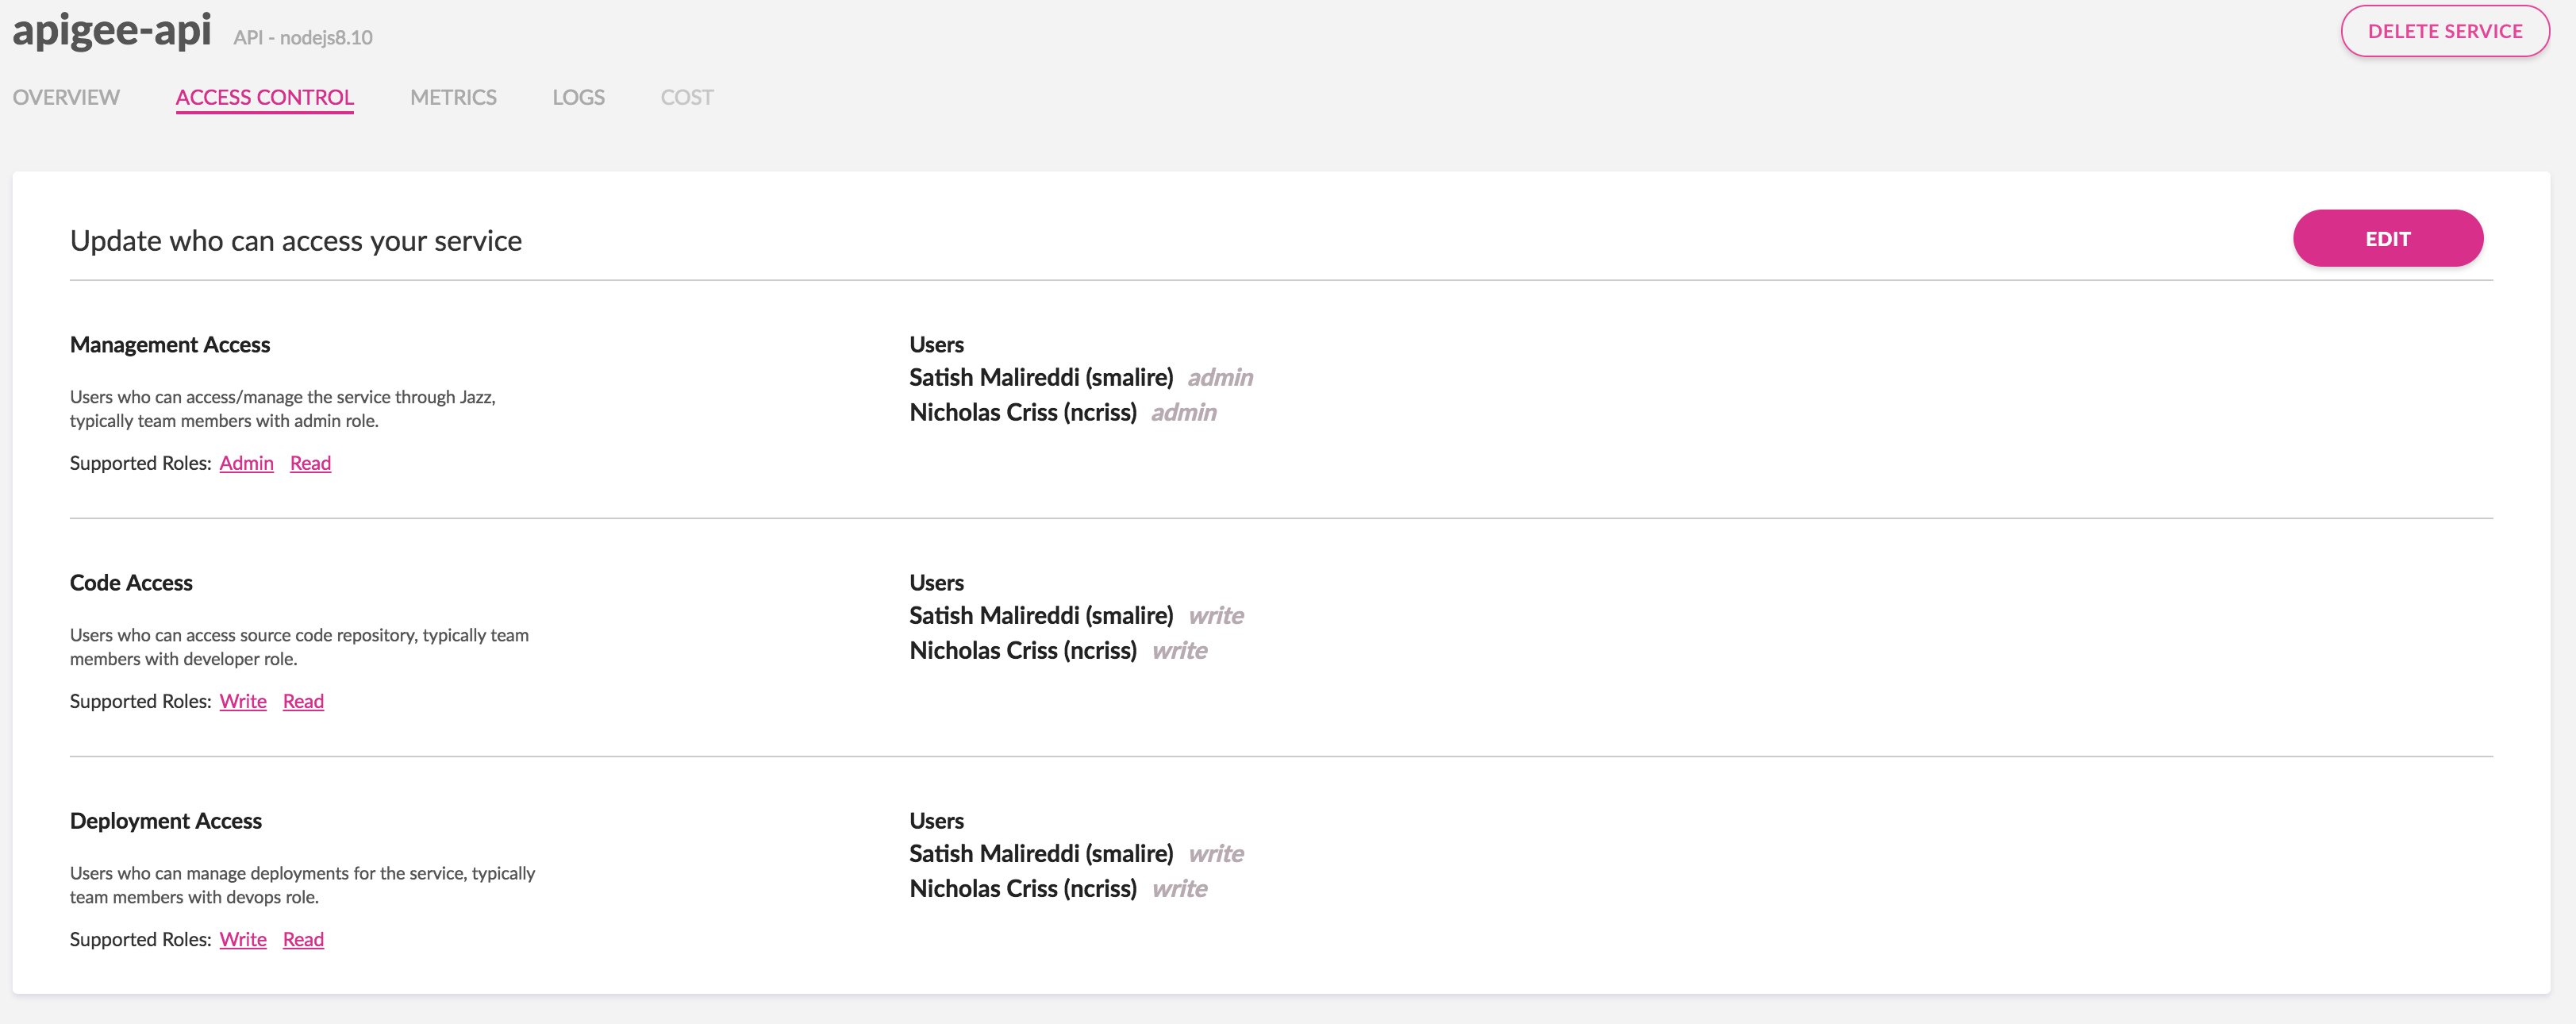 apigee-api API - nodejs8.10
DELETE SERVICE
OVERVIEW ACCESS CONTROL METRICS LOGS COST
Update who can access your service
EDIT
Management Access
Users who can access/manage the service through Jazz,
typically team members with admin role.
Supported Roles: Admin Read
Users
Satish Malireddi (smalire) admin
Nicholas Criss (ncriss) admin
Code Access
Users who can access source code repository, typically team
members with developer role.
Supported Roles: Write Read
Users
Satish Malireddi (smalire) write
Nicholas Criss (ncriss) write
Deployment Access
Users who can manage deployments for the service, typically
team members with devops role.
Supported Roles: Write Read
Users
Satish Malireddi (smalire) write
Nicholas Criss (ncriss) write